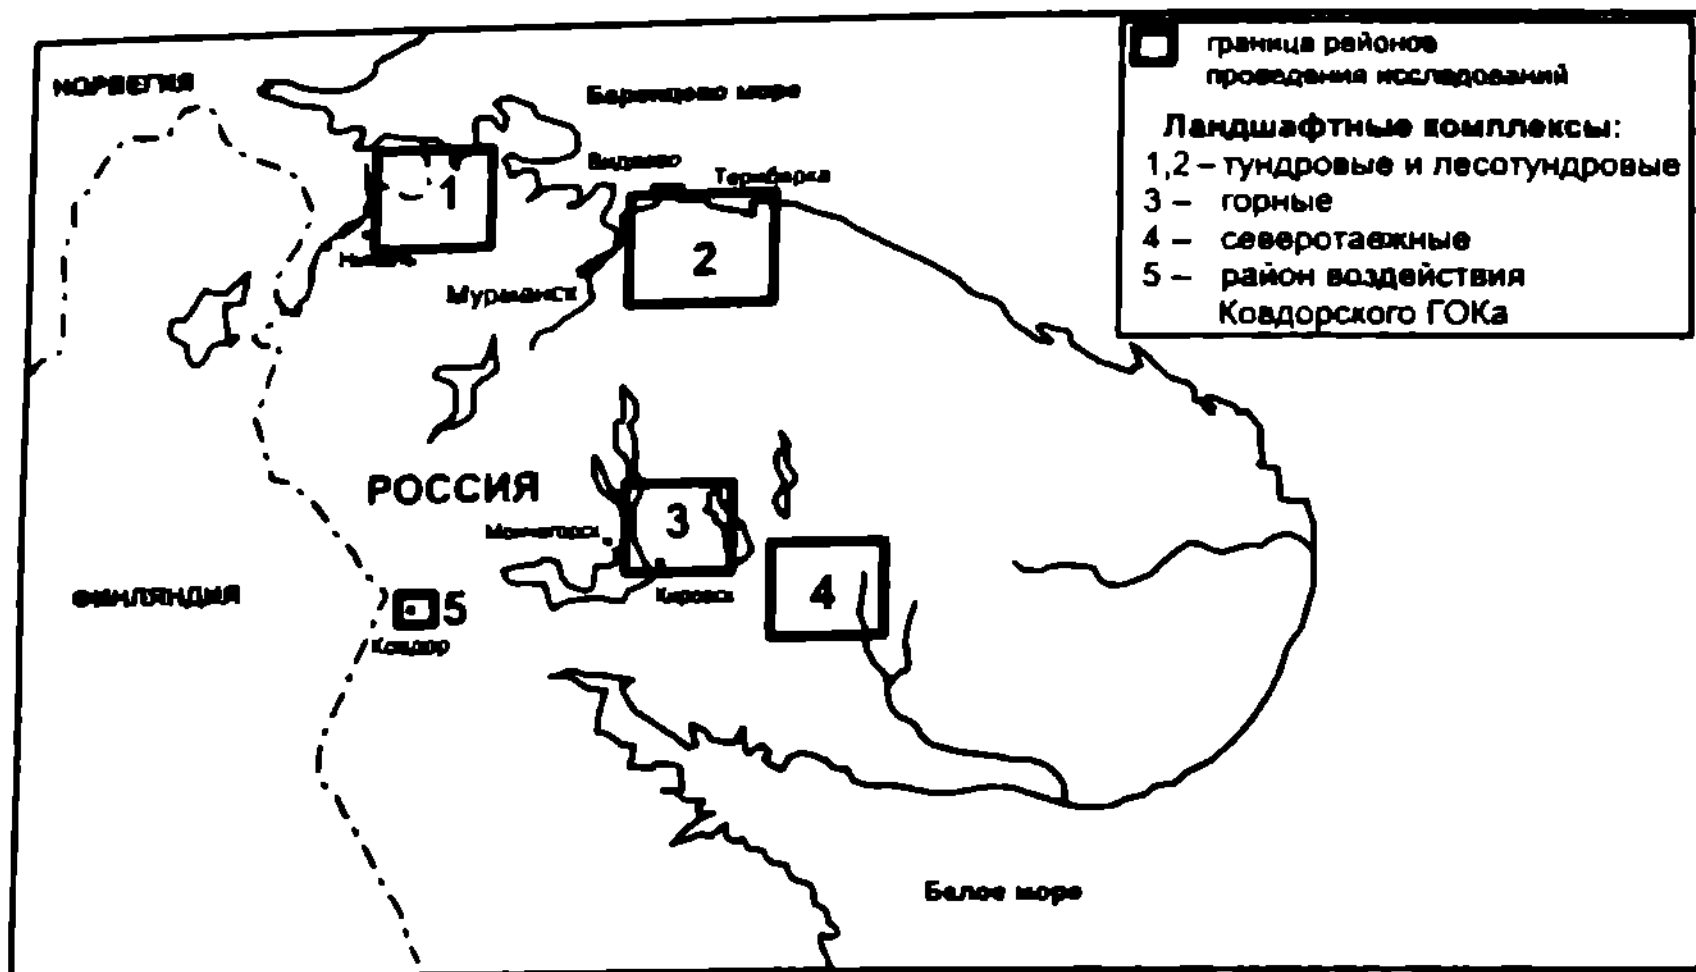 НОРВЕГИЯ
Баренцево море
Видяево
Териберка
1
2
Никель
Мурманск
РОССИЯ
3
Мончегорск
Кировск
4
ФИНЛЯНДИЯ
5
Ковдор
Белое море
граница районов
проведения исследований
Ландшафтные комплексы:
1,2 – тундровые и лесотундровые
3 – горные
4 – северотаежные
5 – район воздействия
Ковдорского ГОКа